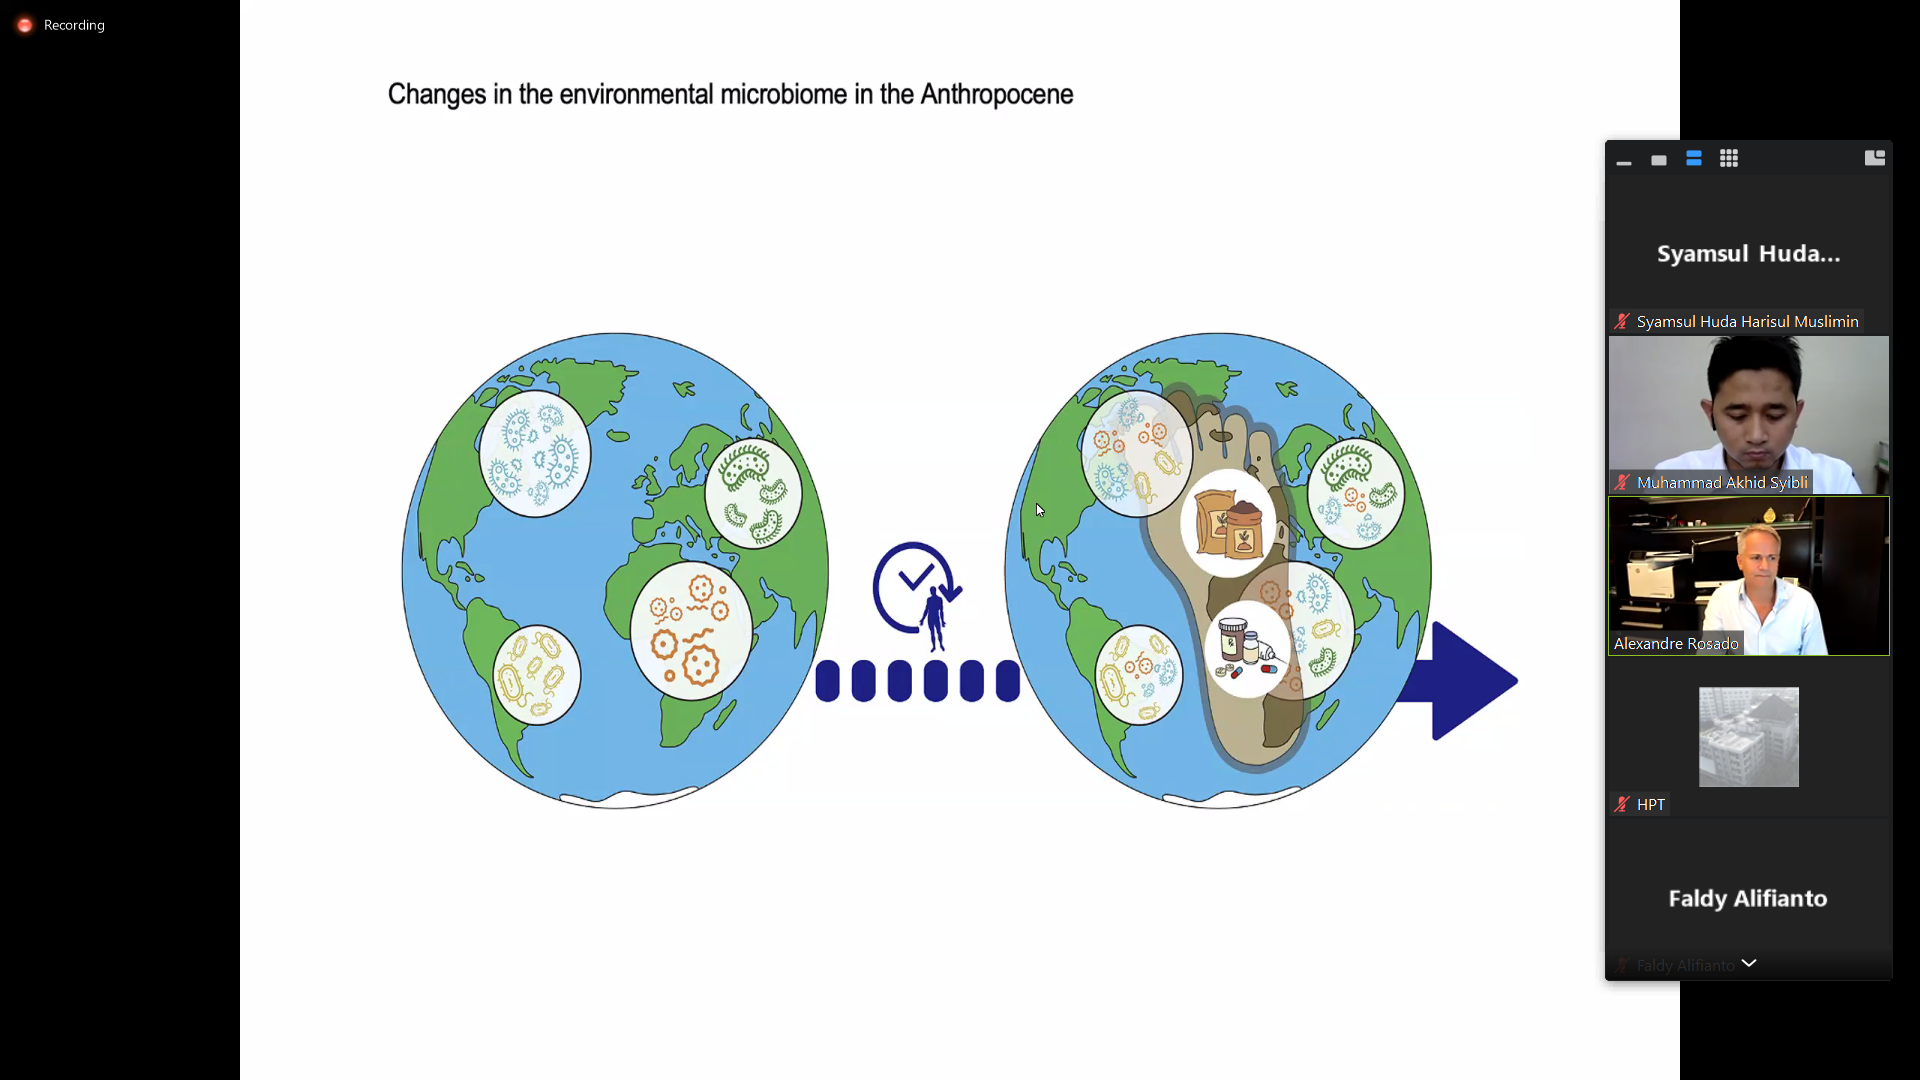 Recording
Changes in the environmental microbiome in the Anthropocene
Syamsul Huda...
Syamsul Huda Harisul Muslimin
Muhammad Akhid Syibli
Alexandre Rosado
HPT
Faldy Alifianto
Faldy Alifianto